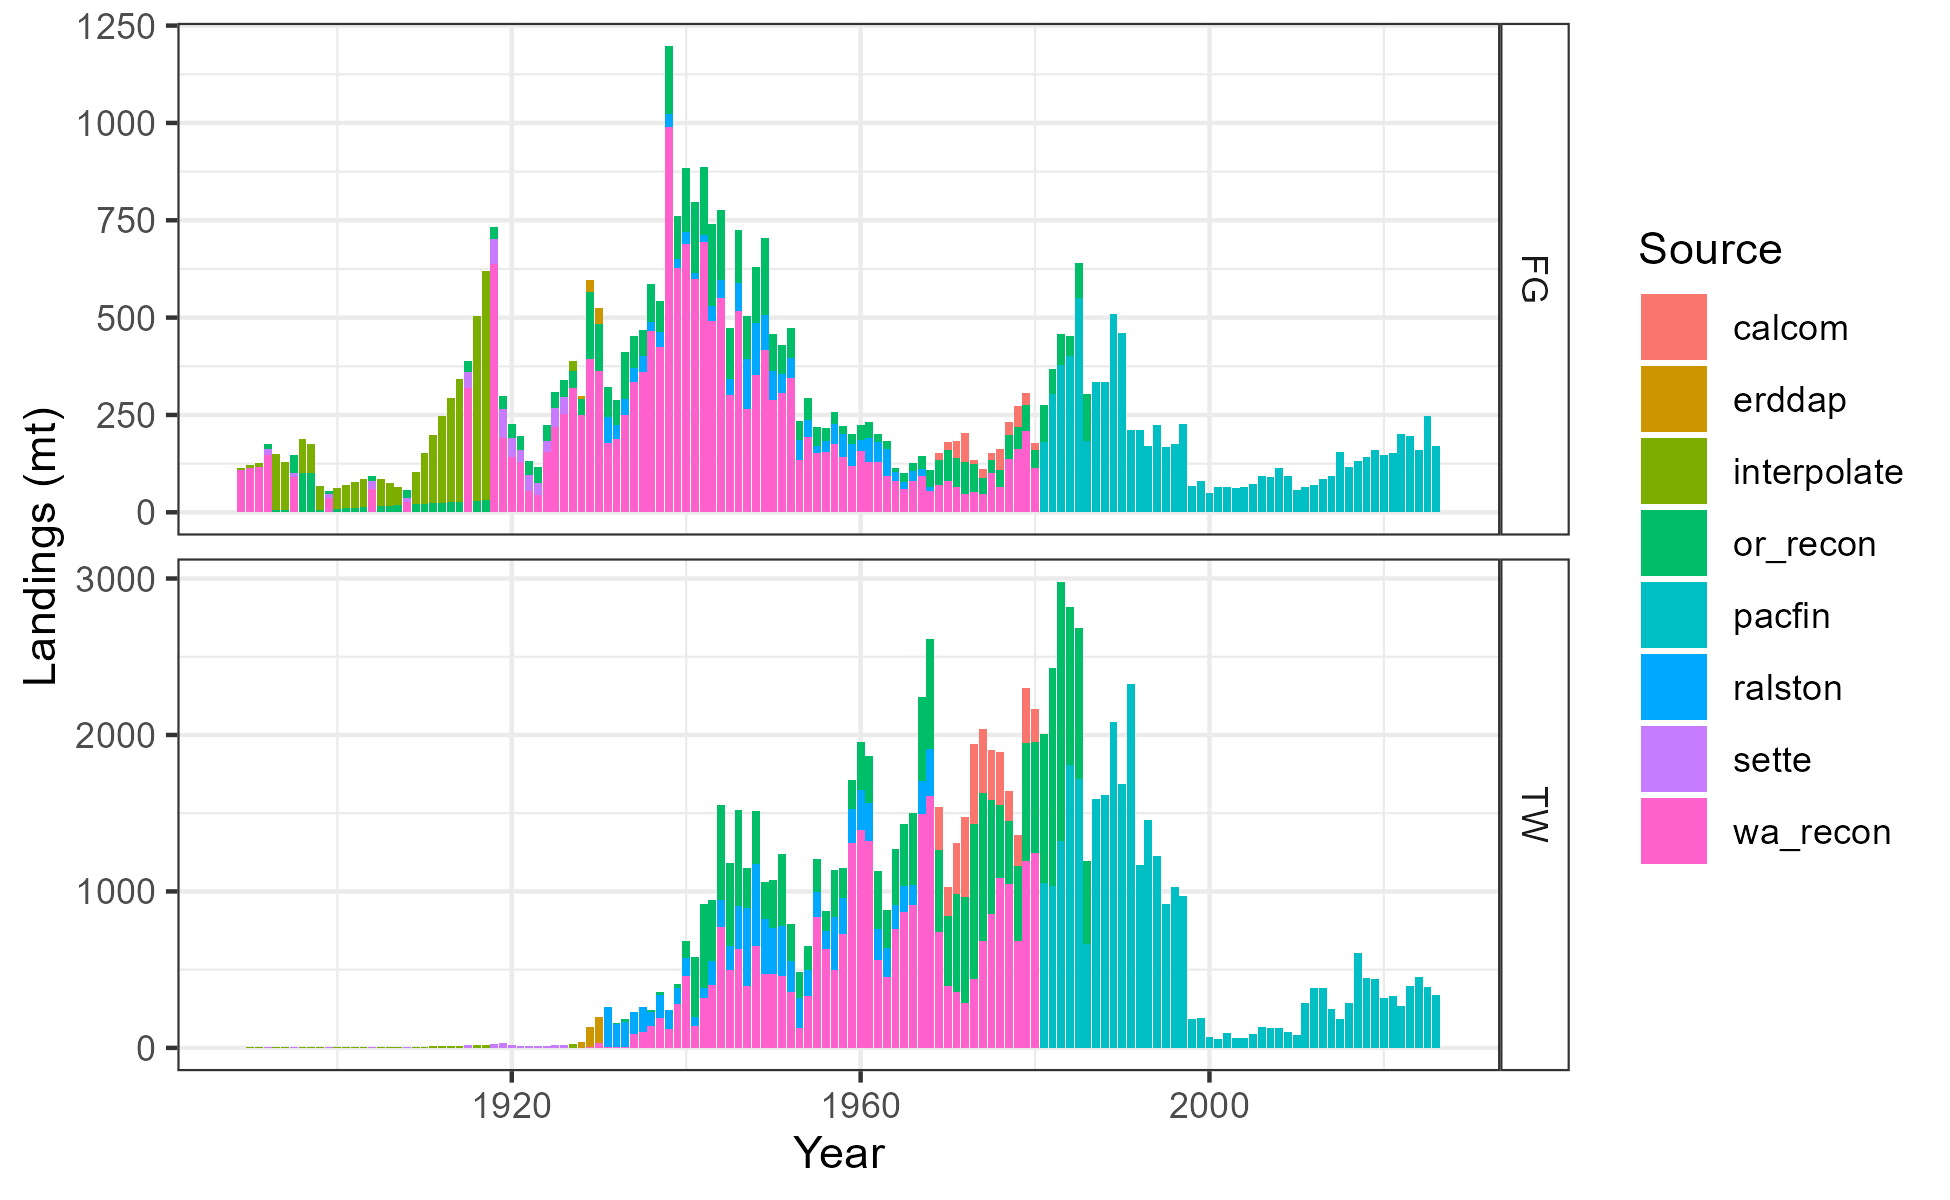 1250
1000
750
500
250
0
FG
3000
2000
1000
0
TW
Landings (mt)
1920
1960
2000
Year
Source
calcom
erddap
interpolate
or_recon
pacfin
ralston
sette
wa_recon